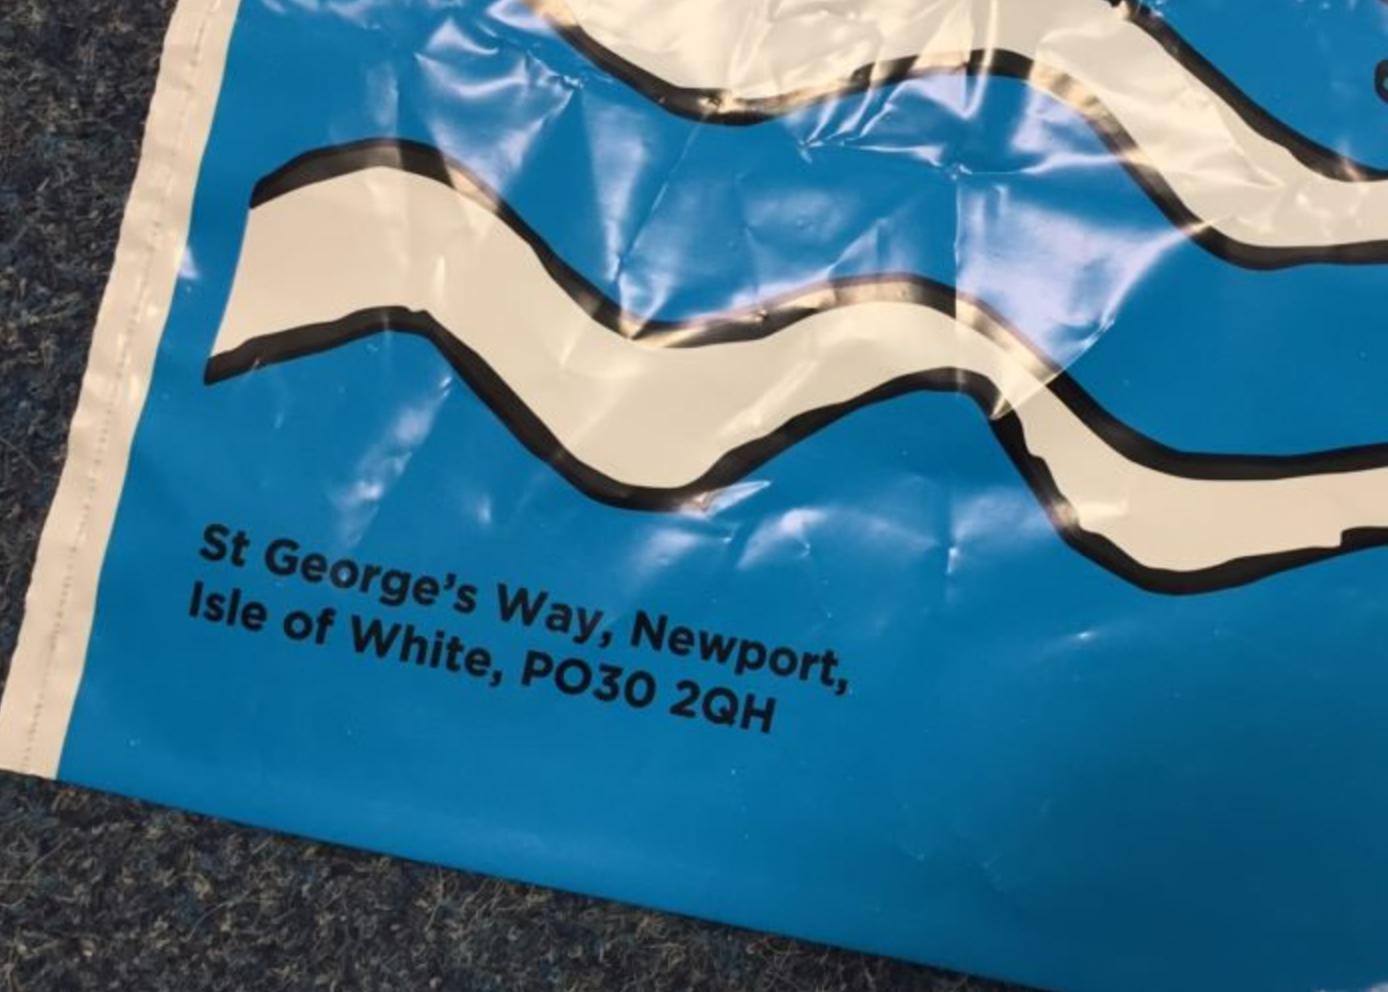 St George’s Way, Newport,
Isle of White, PO30 2QH